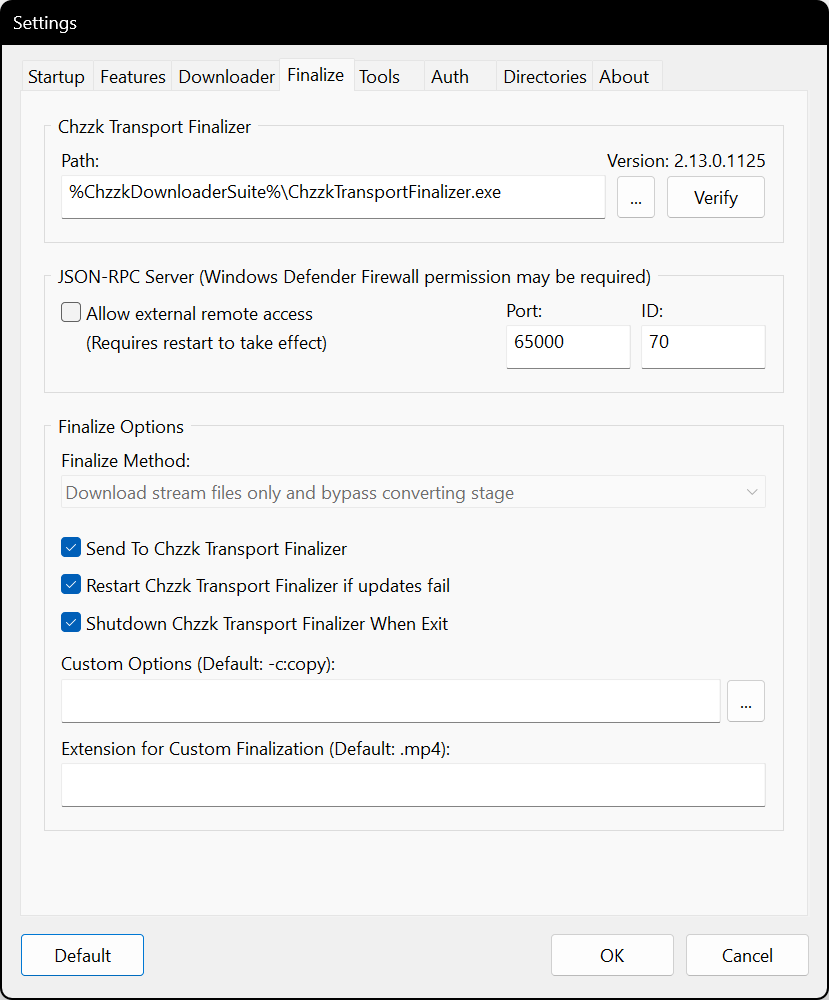 Settings
Startup Features Downloader Finalize Tools Auth Directories About
Chzzk Transport Finalizer
Path: Version: 2.13.0.1125
%ChzzkDownloaderSuite%\ChzzkTransportFinalizer.exe ... Verify
JSON-RPC Server (Windows Defender Firewall permission may be required)
Allow external remote access Port: ID:
(Requires restart to take effect) 65000 70
Finalize Options
Finalize Method:
Download stream files only and bypass converting stage
Send To Chzzk Transport Finalizer
Restart Chzzk Transport Finalizer if updates fail
Shutdown Chzzk Transport Finalizer When Exit
Custom Options (Default: -c:copy):
...
Extension for Custom Finalization (Default: .mp4):
Default OK Cancel